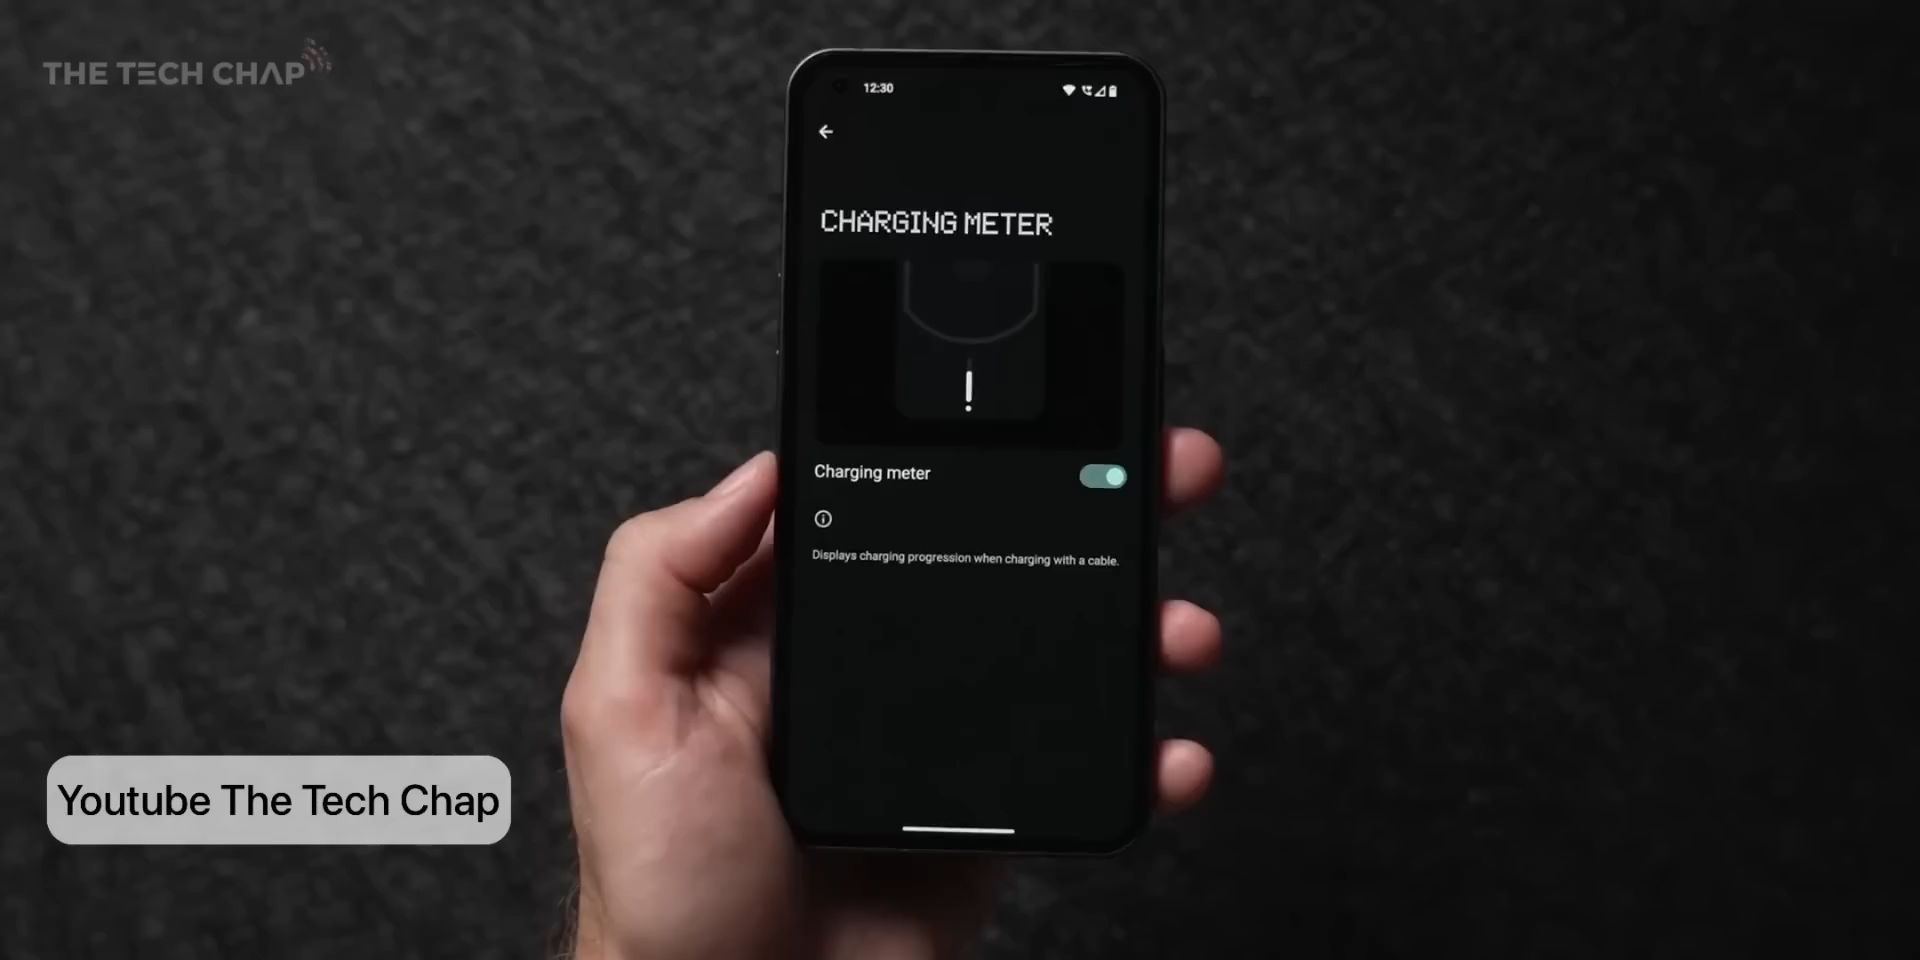 THE TECH CHAP
12:30
CHARGING METER
Charging meter
Displays charging progression when charging with a cable.
Youtube The Tech Chap